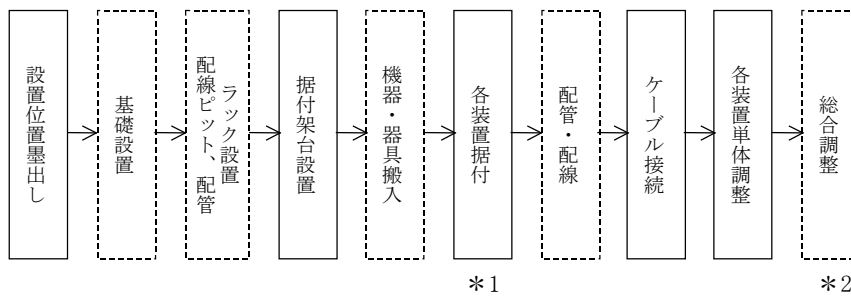 設置位置墨出し
基礎設置
配線ピット、配管
ラック設置
据付架台設置
機器・器具搬入
各装置据付
配管・配線
ケーブル接続
各装置単体調整
総合調整
＊1
＊2